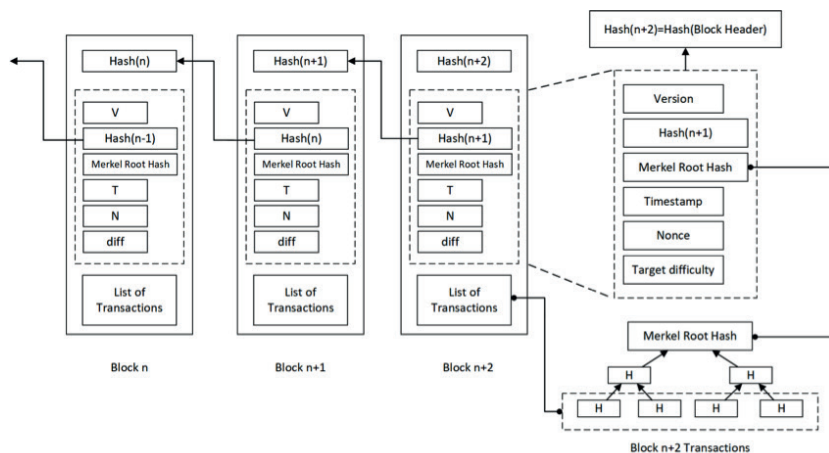 Hash(n)
V
Hash(n-1)
Merkel Root Hash
T
N
diff
List of
Transactions
Block n
Hash(n+1)
V
Hash(n)
Merkel Root Hash
T
N
diff
List of
Transactions
Block n+1
Hash(n+2)
V
Hash(n+1)
Merkel Root Hash
T
N
diff
List of
Transactions
Block n+2
Hash(n+2)=Hash(Block Header)
Version
Hash(n+1)
Merkel Root Hash
Timestamp
Nonce
Target difficulty
Merkel Root Hash
H
H
H
H
H
H
Block n+2 Transactions